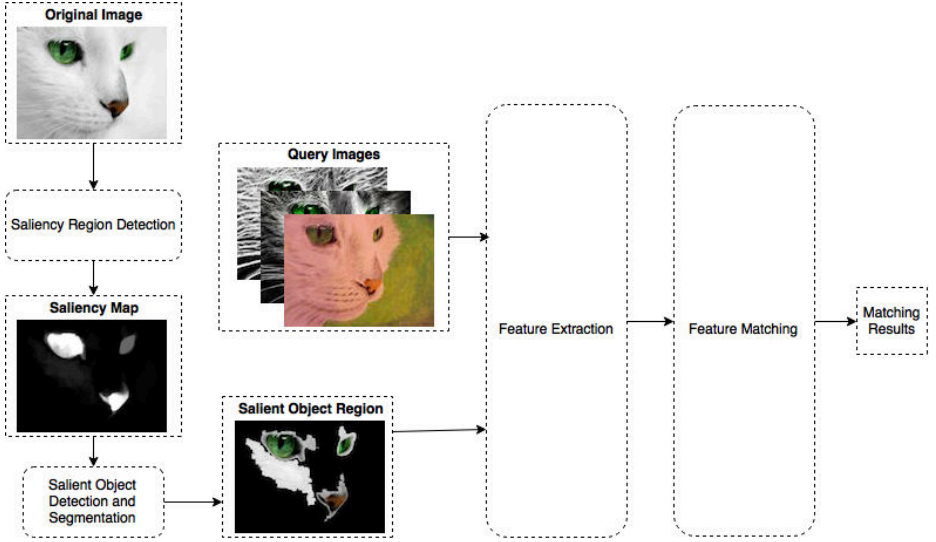 Original Image
Saliency Region Detection
Saliency Map
Salient Object
Detection and
Segmentation
Query Images
Salient Object Region
Feature Extraction
Feature Matching
Matching
Results